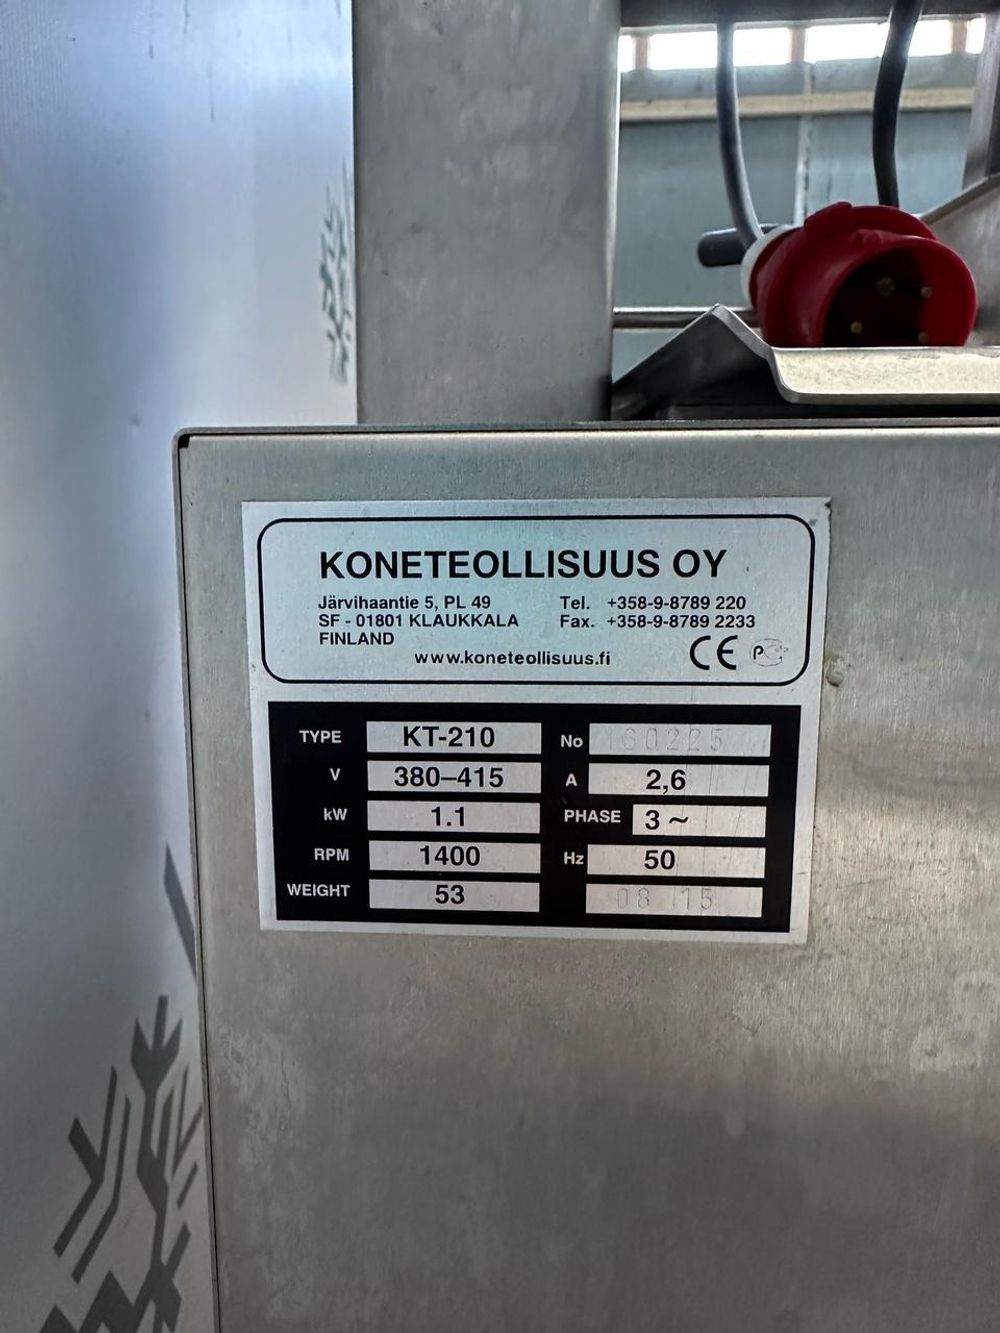 KONETEOLLISUUS OY
Järvihaantie 5, PL 49 Tel. +358-9-8789 220
SF - 01801 KLAUKKALA Fax. +358-9-8789 2233
FINLAND
www.koneteollisuus.fi CE
TYPE KT-210 No 160225
V 380–415 A 2,6
kW 1.1 PHASE 3 ~
RPM 1400 Hz 50
WEIGHT 53 08 15